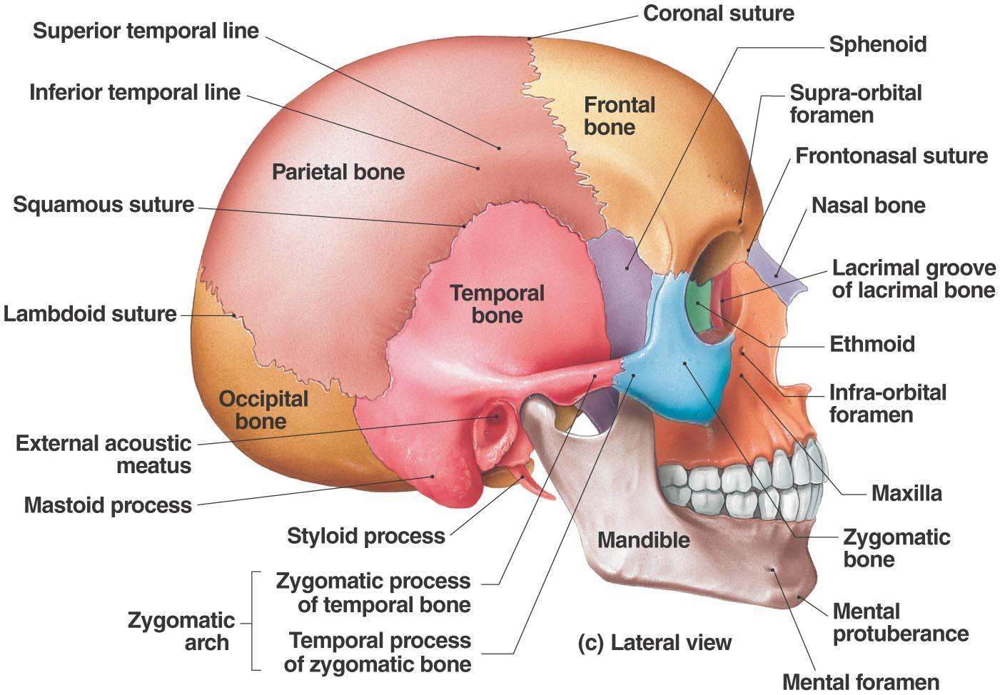 Coronal suture
Superior temporal line
Sphenoid
Inferior temporal line
Supra-orbital
foramen
Frontal
bone
Frontonasal suture
Parietal bone
Squamous suture
Nasal bone
Lacrimal groove
of lacrimal bone
Temporal
bone
Lambdoid suture
Ethmoid
Occipital
bone
Infra-orbital
foramen
External acoustic
meatus
Mastoid process
Maxilla
Styloid process
Mandible
Zygomatic
bone
Zygomatic process
of temporal bone
Zygomatic
arch
Temporal process
of zygomatic bone
Mental
protuberance
(c) Lateral view
Mental foramen